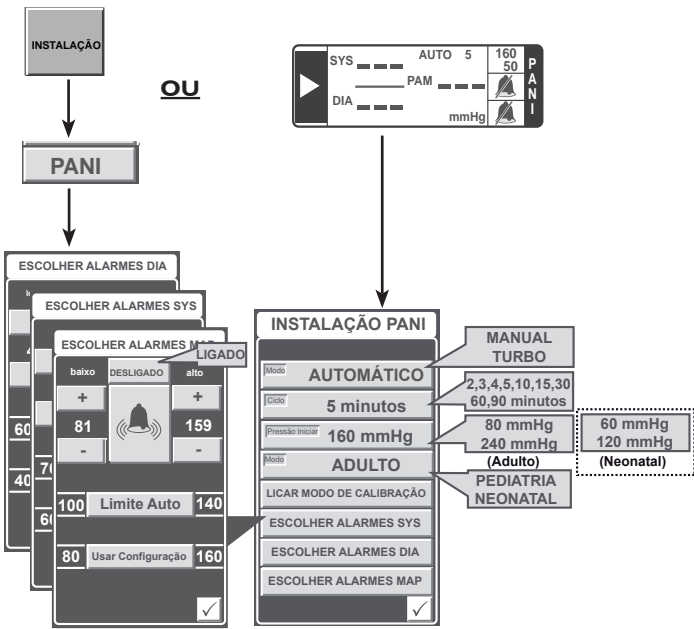 INSTALAÇÃO
OU
PANI
SYS
AUTO 5
160
50
PAM
DIA
mmHg
PANI
ESCOLHER ALARMES DIA
60
40
ESCOLHER ALARMES SYS
70
60
ESCOLHER ALARMES MAP
LIGADO
baixo DESLIGADO alto
+ +
81 159
- -
100 Limite Auto 140
80 Usar Configuração 160
INSTALAÇÃO PANI
Modo AUTOMÁTICO
MANUAL
TURBO
Ciclo 5 minutos
2,3,4,5,10,15,30
60,90 minutos
Pressão Iniciar 160 mmHg
80 mmHg
240 mmHg
(Adulto)
60 mmHg
120 mmHg
(Neonatal)
Modo ADULTO
PEDIATRIA
NEONATAL
LICAR MODO DE CALIBRAÇÃO
ESCOLHER ALARMES SYS
ESCOLHER ALARMES DIA
ESCOLHER ALARMES MAP